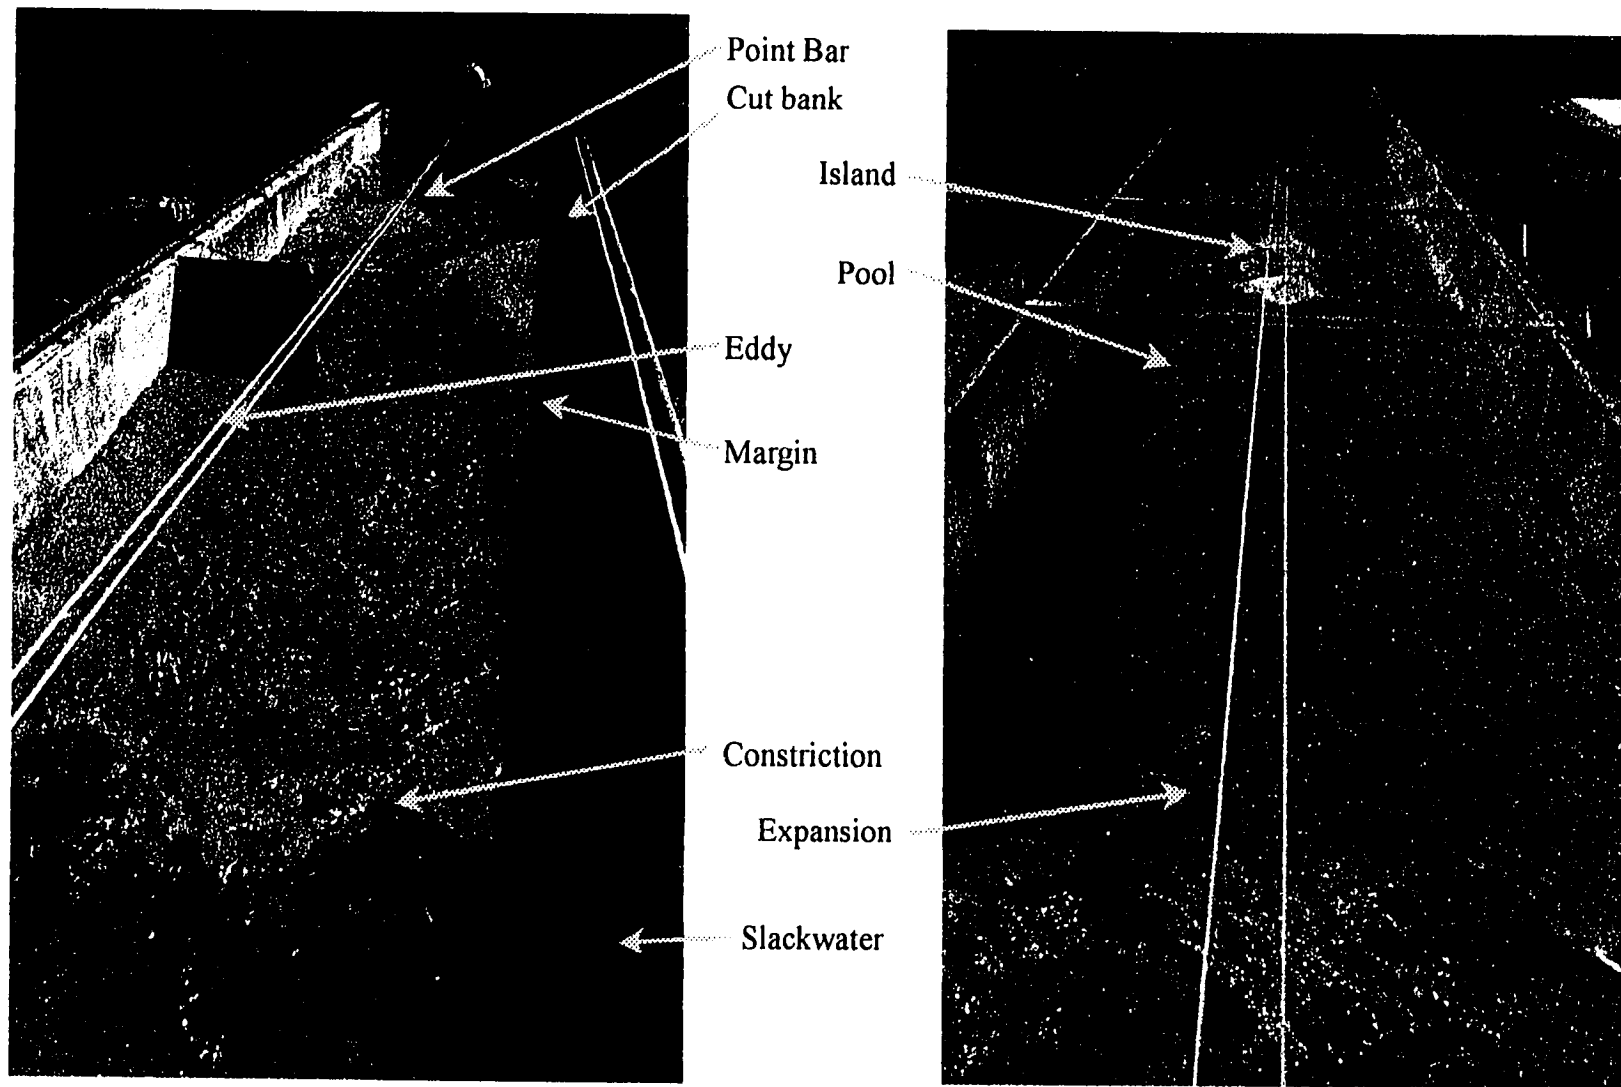 Point Bar
Cut bank
Island
Pool
Eddy
Margin
Constriction
Expansion
Slackwater